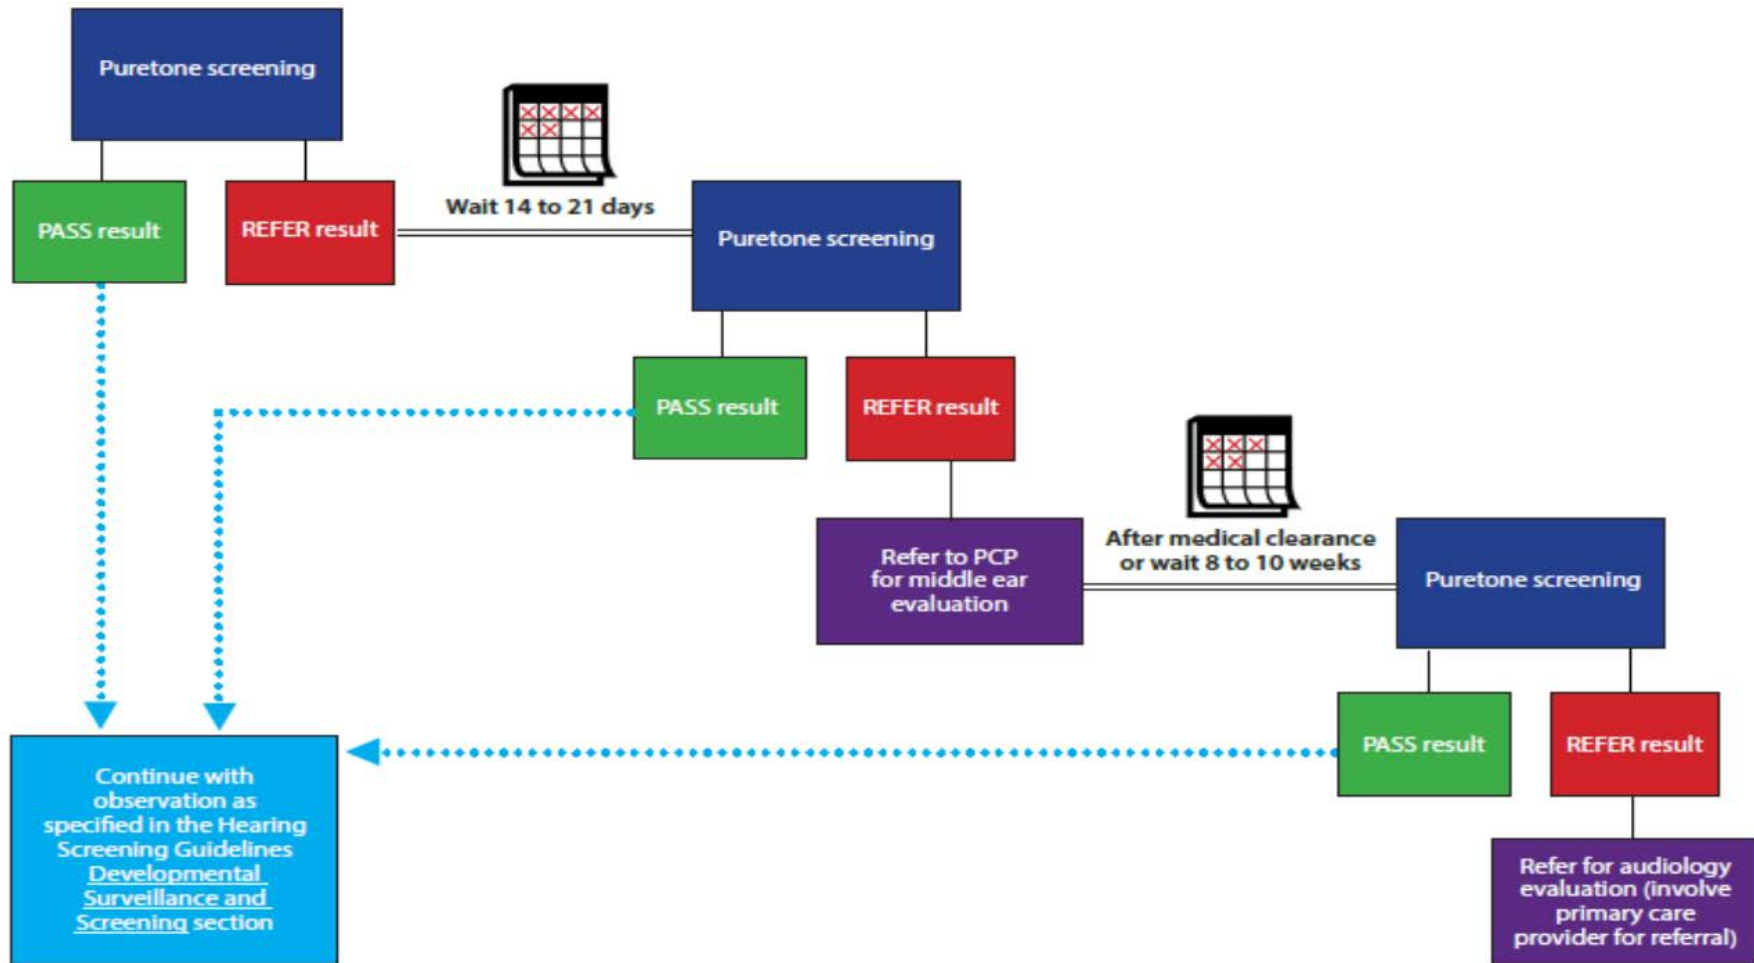 Puretone screening
PASS result
REFER result
Wait 14 to 21 days
Puretone screening
PASS result
REFER result
Refer to PCP
for middle ear
evaluation
After medical clearance
or wait 8 to 10 weeks
Puretone screening
PASS result
REFER result
Continue with
observation as
specified in the Hearing
Screening Guidelines
Developmental
Surveillance and
Screening section
Refer for audiology
evaluation (involve
primary care
provider for referral)